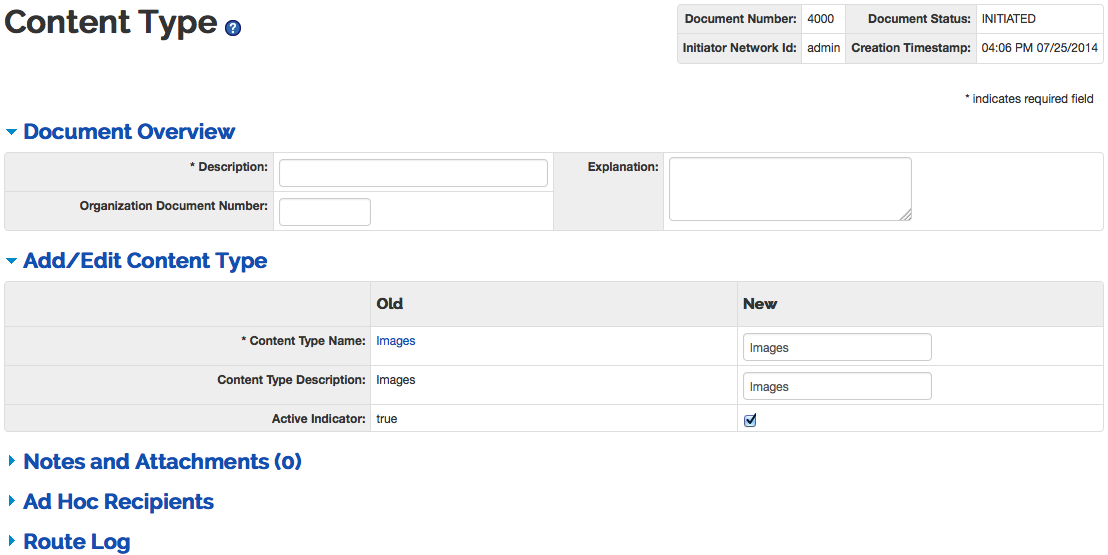 Content Type ?
Document Number: 4000 Document Status: INITIATED
Initiator Network Id: admin Creation Timestamp: 04:06 PM 07/25/2014
* indicates required field
Document Overview
* Description: Explanation:
Organization Document Number:
Add/Edit Content Type
Old New
* Content Type Name: Images Images
Content Type Description: Images Images
Active Indicator: true
Notes and Attachments (0)
Ad Hoc Recipients
Route Log